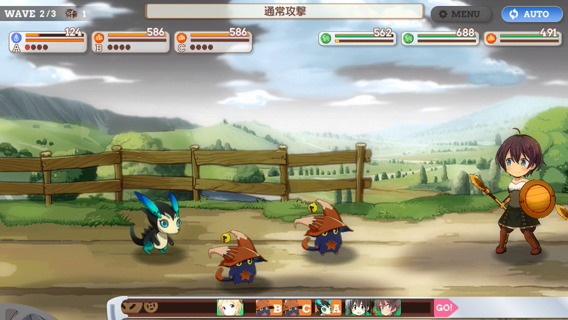 WAVE 2/3 1
通常攻撃
MENU
AUTO
124
586
586
562
688
491
A
B
C
B
C
A
GO!